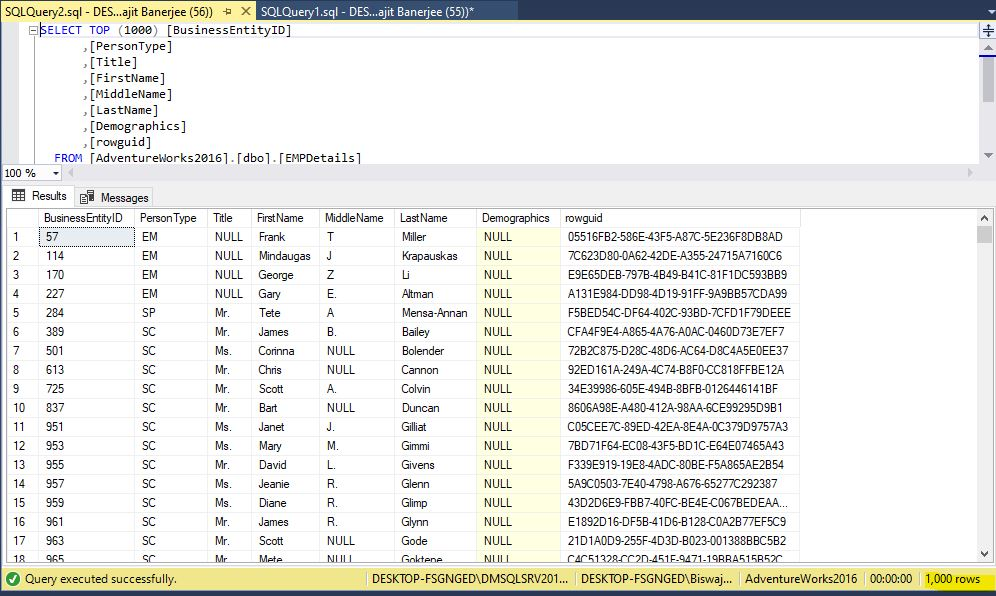 SQLQuery2.sql - DES...ajit Banerjee (56)) SQLQuery1.sql - DES...ajit Banerjee (55))*
SELECT TOP (1000) [BusinessEntityID]
,[PersonType]
,[Title]
,[FirstName]
,[MiddleName]
,[LastName]
,[Demographics]
,[rowguid]
FROM [AdventureWorks2016].[dbo].[EMPDetails]
100 %
Results Messages
BusinessEntityID PersonType Title FirstName MiddleName LastName Demographics rowguid
1 57 EM NULL Frank T Miller NULL 05516FB2-586E-43F5-A87C-5E236F8DB8AD
2 114 EM NULL Mindaugas J Krapauskas NULL 7C623D80-0A62-42DE-A355-24715A7160C6
3 170 EM NULL George Z Li NULL E9E65DEB-797B-4B49-B41C-81F1DC593BB9
4 227 EM NULL Gary E. Altman NULL A131E984-DD98-4D19-91FF-9A9BB57CDA99
5 284 SP Mr. Tete A Mensa-Annan NULL F5BED54C-DF64-402C-93BD-7CFD1F79DEEE
6 389 SC Mr. James B. Bailey NULL CFA4F9E4-A865-4A76-A0AC-0460D73E7EF7
7 501 SC Ms. Corinna NULL Bolender NULL 72B2C875-D28C-48D6-AC64-D8C4A5E0EE37
8 613 SC Mr. Chris NULL Cannon NULL 92ED161A-249A-4C74-B8F0-CC818FFBE12A
9 725 SC Mr. Scott A. Colvin NULL 34E39986-605E-494B-8BFB-0126446141BF
10 837 SC Mr. Bart NULL Duncan NULL 8606A98E-A480-412A-98AA-6CE99295D9B1
11 951 SC Ms. Janet J. Gilliat NULL C05CEE7C-89ED-42EA-8E4A-0C379D9757A3
12 953 SC Ms. Mary M. Gimmi NULL 7BD71F64-EC08-43F5-BD1C-E64E07465A43
13 955 SC Mr. David L. Givens NULL F339E919-19E8-4ADC-80BE-F5A865AE2B54
14 957 SC Ms. Jeanie R. Glenn NULL 5A9C0503-7E40-4798-A676-65277C292387
15 959 SC Ms. Diane R. Glimp NULL 43D2D6E9-FBB7-40FC-BE4E-C067BEDEAA...
16 961 SC Mr. James R. Glynn NULL E1892D16-DF5B-41D6-B128-C0A2B77EF5C9
17 963 SC Mr. Scott NULL Gode NULL 21D1A0D9-255F-4D3D-B023-001388BBC5B2
18 965 SC Mr. Mete NULL Goktepe NULL C4C51328-CC2D-451F-9471-19BBA515B52C
Query executed successfully. DESKTOP-FSGNGED\DMSQLSRV201... DESKTOP-FSGNGED\Biswaj... AdventureWorks2016 00:00:00 1,000 rows